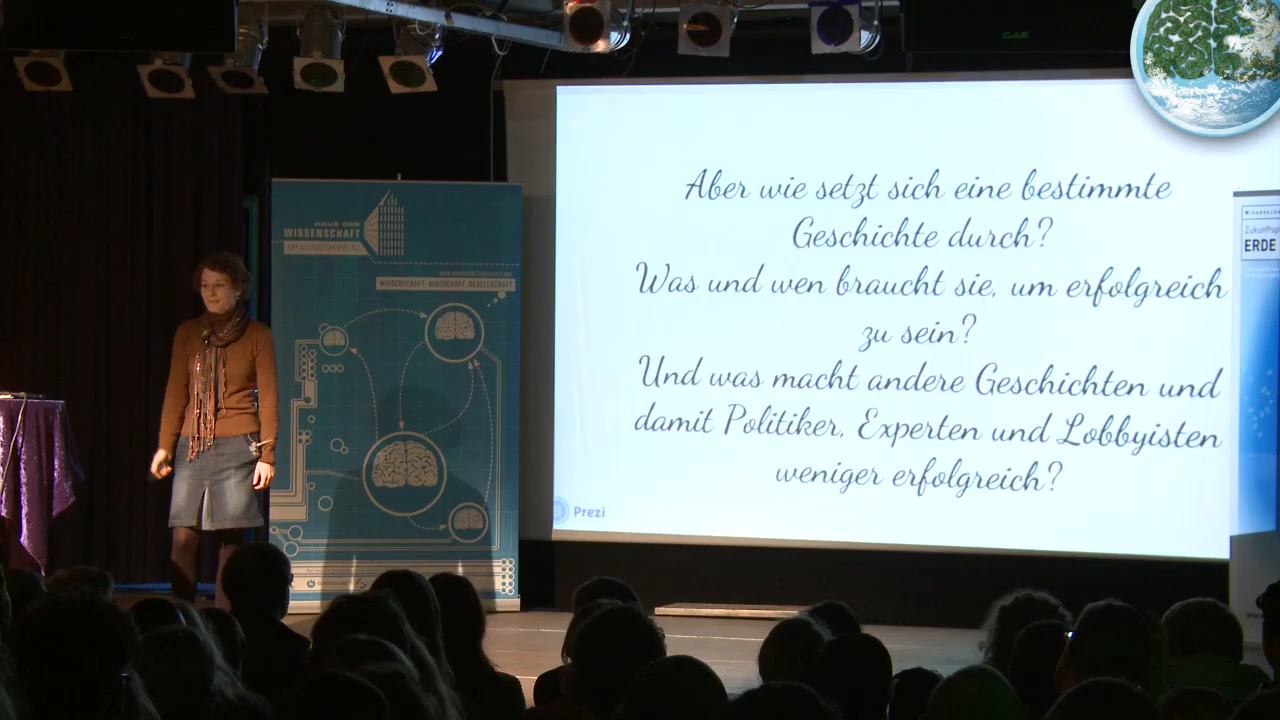 GAE
Aber wie setzt sich eine bestimmte
Geschichte durch?
Was und wen braucht sie, um erfolgreich
zu sein?
Und was macht andere Geschichten und
damit Politiker, Experten und Lobbyisten
weniger erfolgreich?
Prezi
HAUS DER
WISSENSCHAFT
BRAUNSCHWEIG
WISSENSCHAFT, WIRTSCHAFT, GESELLSCHAFT
ERDE